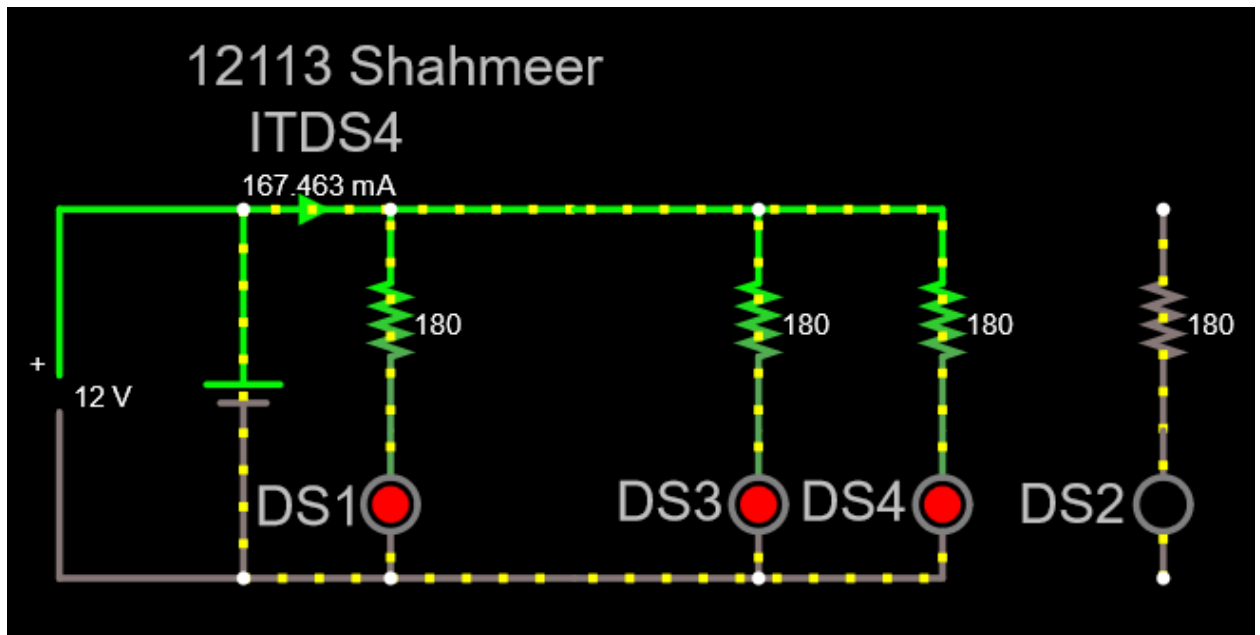 12113 Shahmeer
ITDS4
167.463 mA
180
180
180
180
+
12 V
DS1
DS3
DS4
DS2